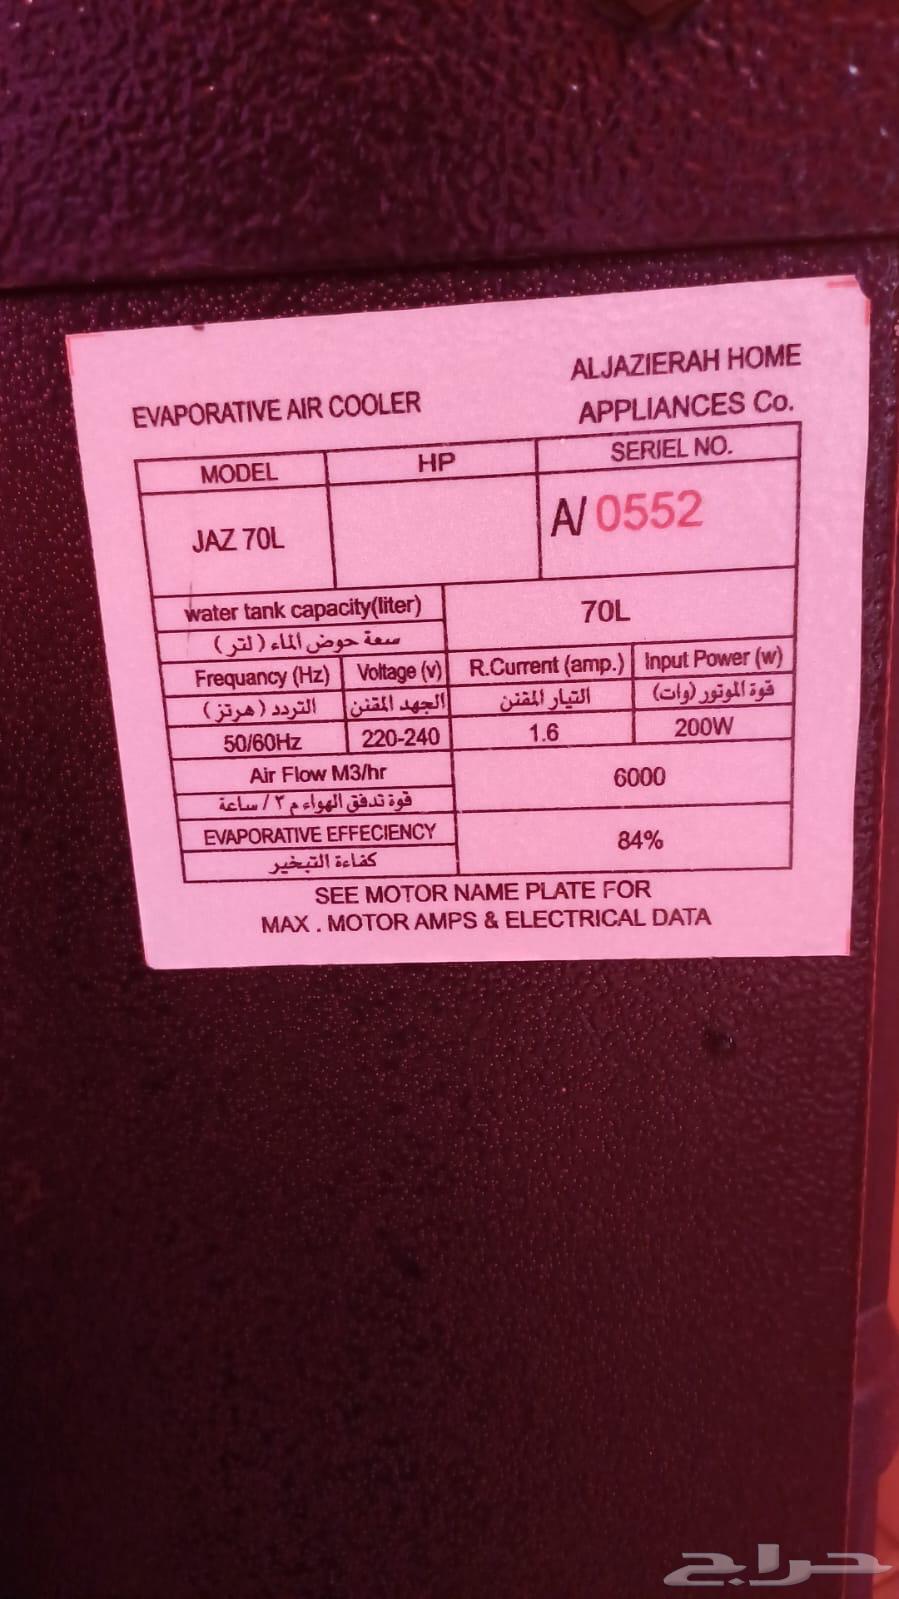 EVAPORATIVE AIR COOLER
ALJAZIERAH HOME
APPLIANCES Co.
MODEL HP SERIEL NO.
JAZ 70L A/ 0552
water tank capacity(liter) 70L
سعة حوض الماء ( لتر )
Frequancy (Hz) Voltage (v) R.Current (amp.) Input Power (w)
التردد ( هرتز ) الجهد المقنن التيار المقنن قوة الموتور (وات)
50/60Hz 220-240 1.6 200W
Air Flow M3/hr 6000
قوة تدفق الهواء م ٣ / ساعة
EVAPORATIVE EFFECIENCY 84%
كفاءة التبخير
SEE MOTOR NAME PLATE FOR
MAX . MOTOR AMPS & ELECTRICAL DATA
حراج